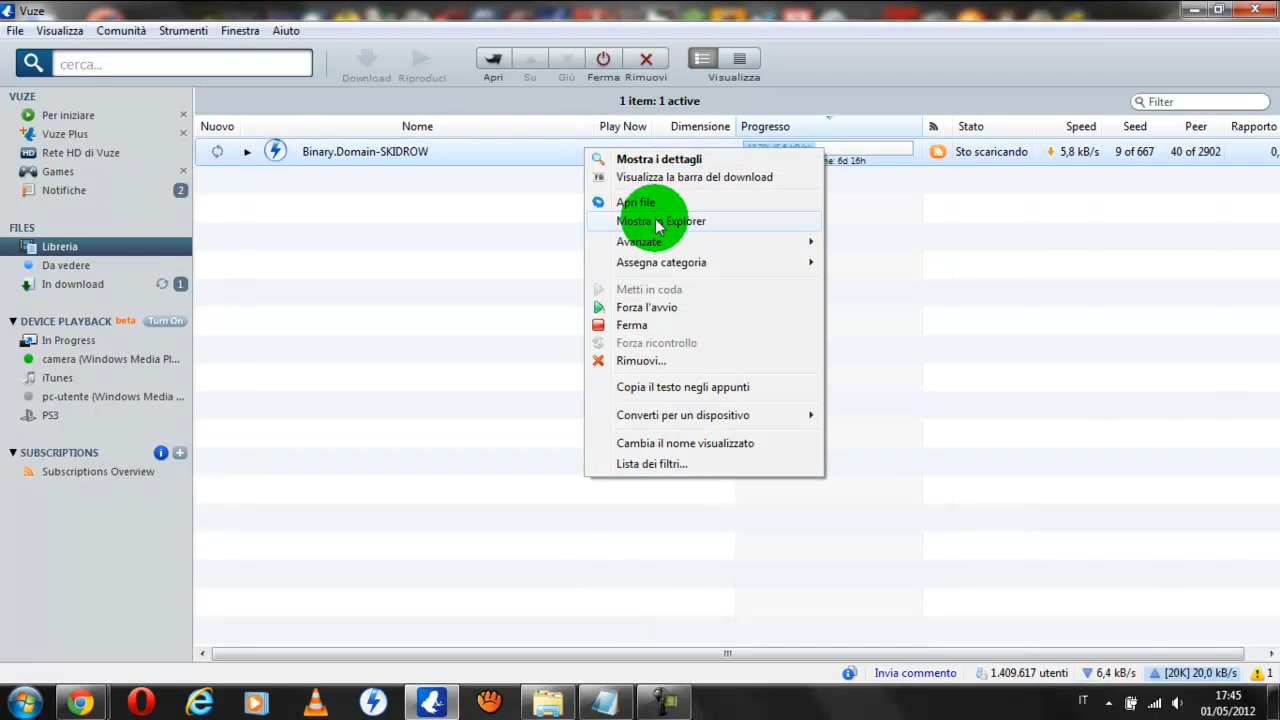 Vuze
File Visualizza Comunità Strumenti Finestra Aiuto
cerca...
Download Riproduci Apri Su Giù Ferma Rimuovi Visualizza
VUZE
Per iniziare
Vuze Plus
Rete HD di Vuze
Games
Notifiche 2
FILES
Libreria
Da vedere
In download 1
DEVICE PLAYBACK beta Turn On
In Progress
camera (Windows Media Pl...
iTunes
pc-utente (Windows Media ...
PS3
SUBSCRIPTIONS
Subscriptions Overview
1 item: 1 active
Filter
Nuovo Nome Play Now Dimensione Progresso Stato Speed Seed Peer Rapporto
Binary.Domain-SKIDROW Sto scaricando 5,8 kB/s 9 of 667 40 of 2902
me: 6d 16h
Mostra i dettagli
Visualizza la barra del download
Apri file
Mostra in Explorer
Avanzate
Assegna categoria
Metti in coda
Forza l'avvio
Ferma
Forza ricontrollo
Rimuovi...
Copia il testo negli appunti
Converti per un dispositivo
Cambia il nome visualizzato
Lista dei filtri...
Invia commento 1.409.617 utenti 6,4 kB/s [20K] 20,0 kB/s 1
IT
17:45
01/05/2012